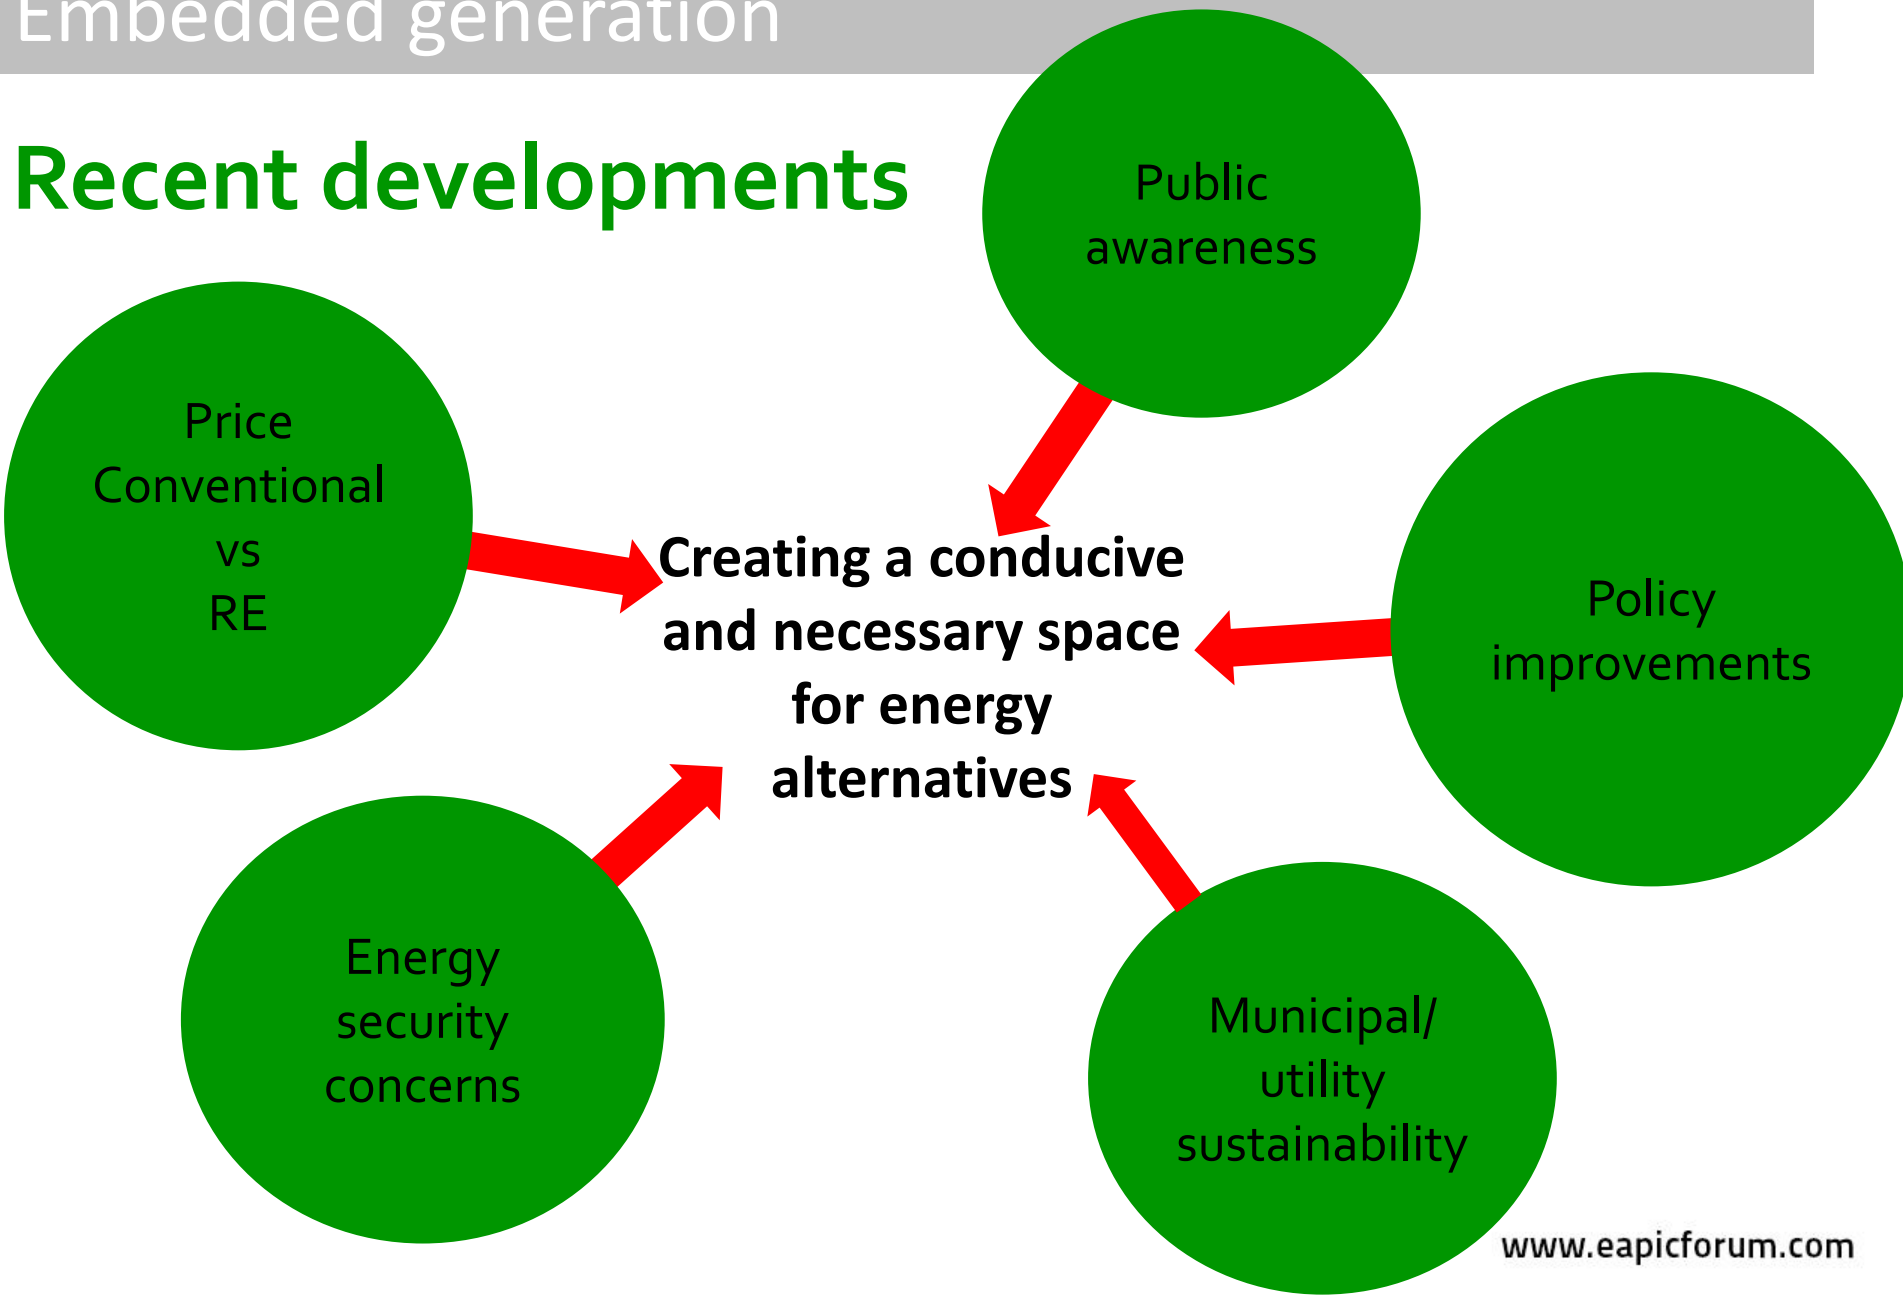 Embedded generation
Recent developments
Public
awareness
Price
Conventional
vs
RE
Creating a conducive
and necessary space
for energy
alternatives
Policy
improvements
Energy
security
concerns
Municipal/
utility
sustainability
www.eapicforum.com